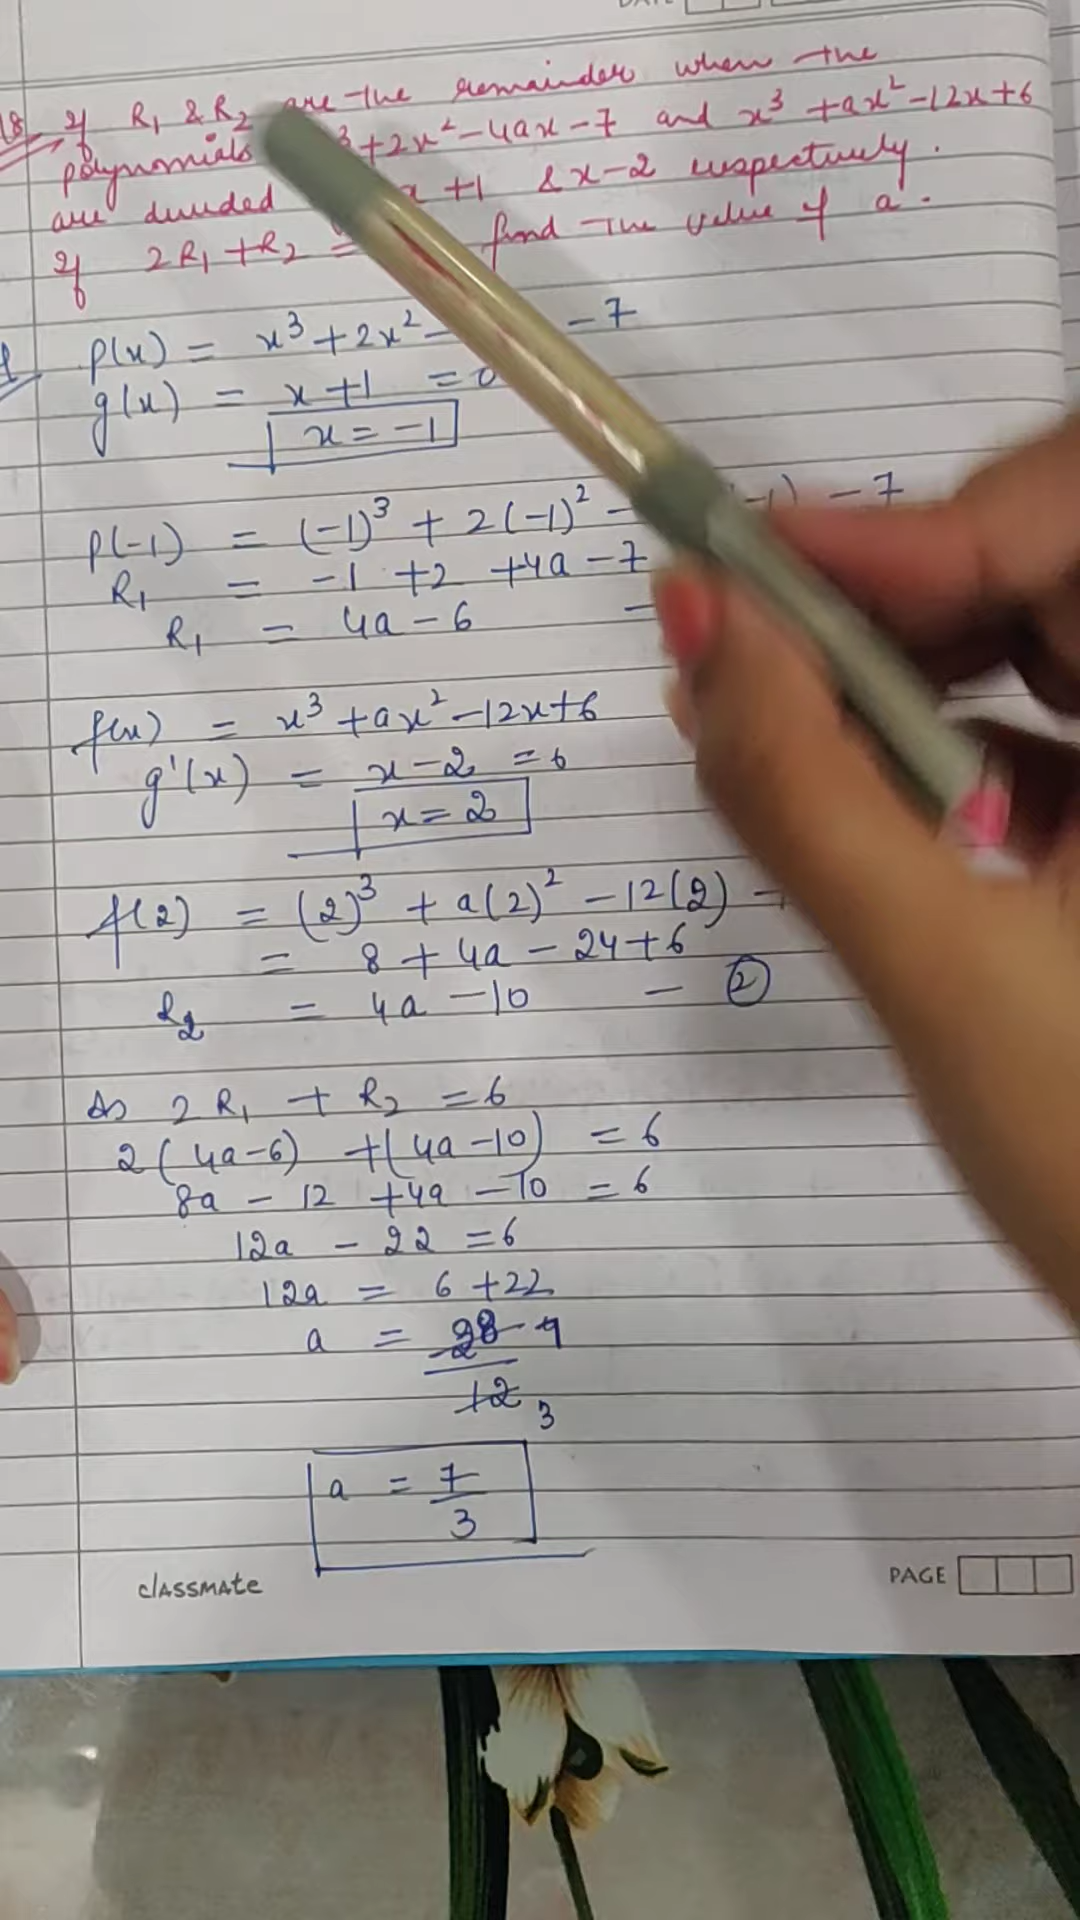 18 If R₁ & R₂ are the remainder when the
polynomials ³+2x²-4ax-7 and x³+ax²-12x+6
are divided x+1 & x-2 respectively.
If 2R₁+R₂ = find the value of a.
p(x) = x³+2x²- -7
g(x) = x+1 =0
x=-1
p(-1) = (-1)³ + 2(-1)² - (-1) -7
R₁ = -1 +2 +4a-7
R₁ = 4a-6 -
f(x) = x³+ax²-12x+6
g'(x) = x-2 =6
x=2
f(2) = (2)³ + a(2)² -12(2)
= 8+4a-24+6
R₂ = 4a-10 - ②
As 2R₁ + R₂ =6
2(4a-6) +(4a-10) =6
8a-12 +4a-10 =6
12a - 22 =6
12a = 6+22
a = 28
12 3
a = 7
3
classmate
PAGE